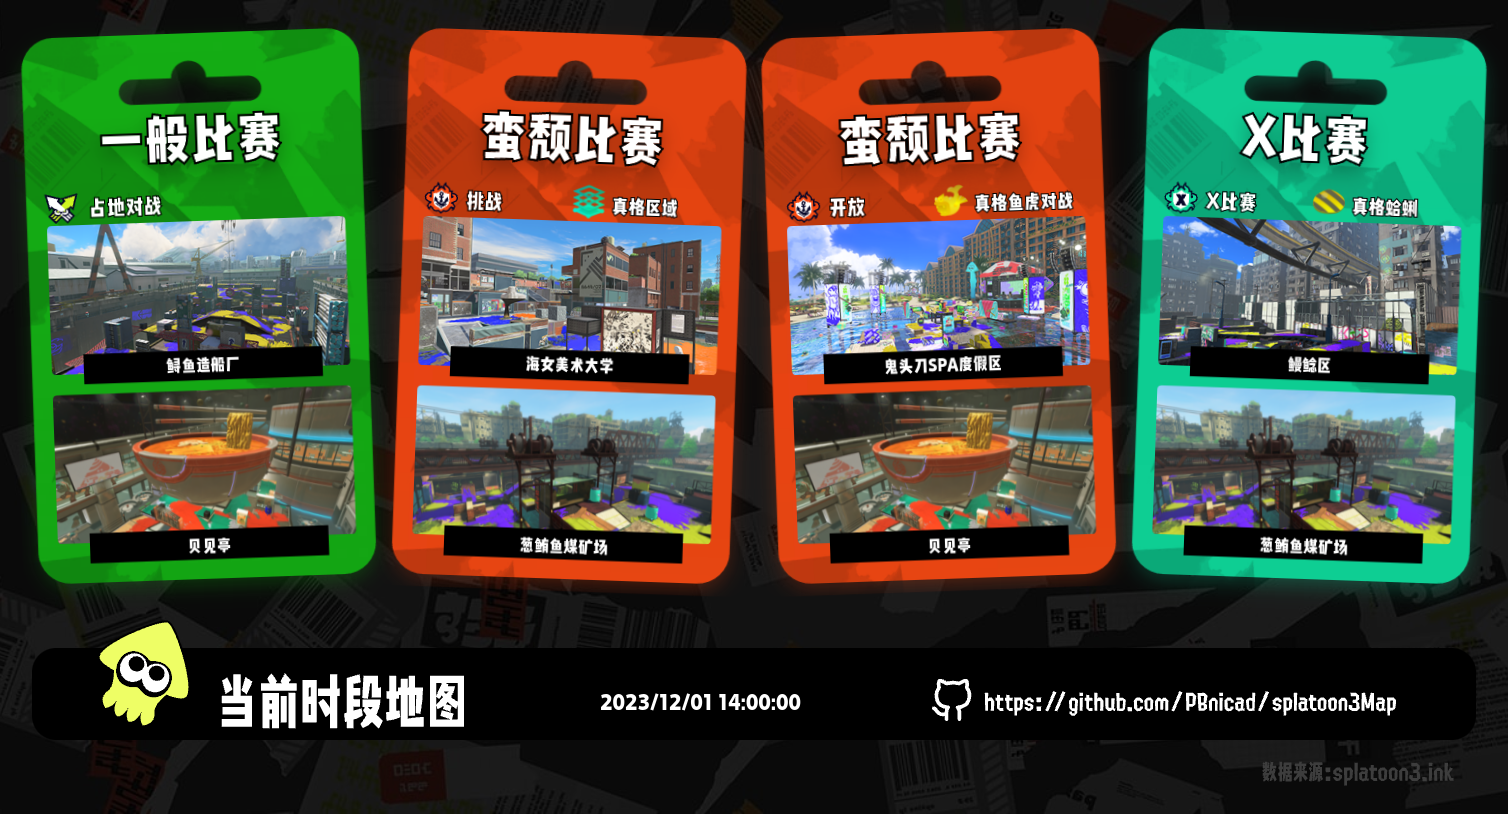 一般比赛
占地对战
鲟鱼造船厂
贝见亭
蛮颓比赛
挑战
真格区域
海女美术大学
葱鲔鱼煤矿场
蛮颓比赛
开放
真格鱼虎对战
鬼头刀SPA度假区
贝见亭
X比赛
X比赛
真格蛤蜊
鳗鲶区
葱鲔鱼煤矿场
当前时段地图
2023/12/01 14:00:00
https://github.com/PBnicad/splatoon3Map
数据来源:splatoon3.ink